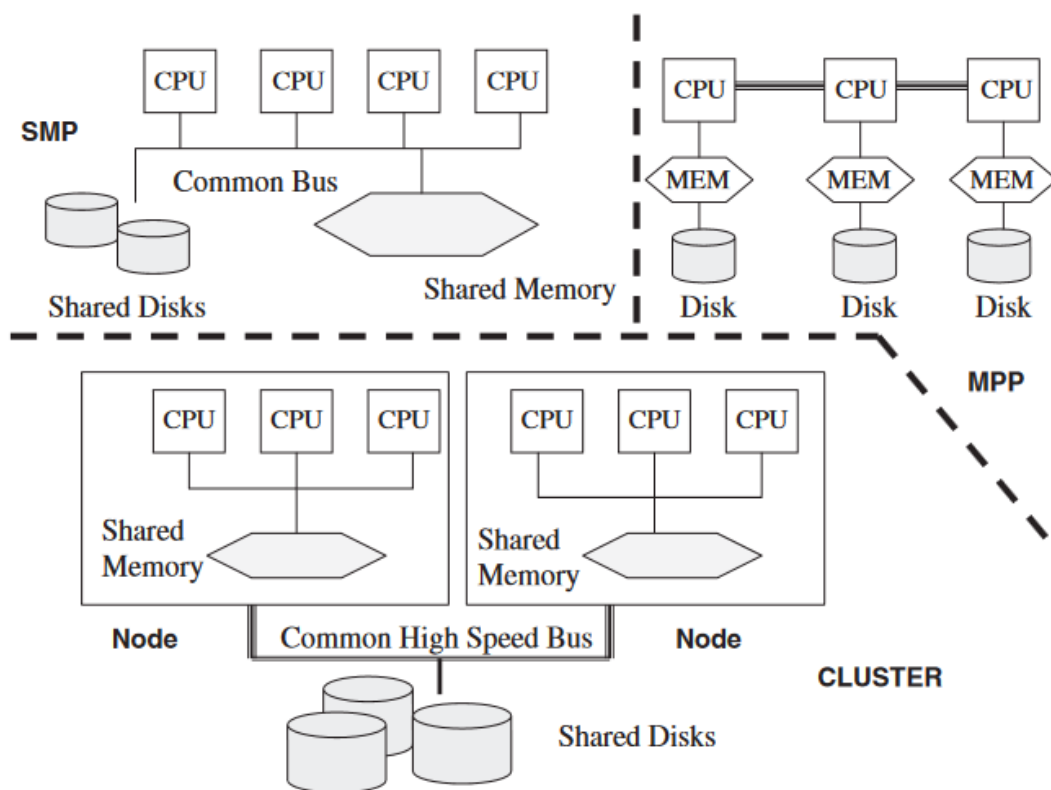 CPU CPU CPU CPU
SMP
Common Bus
Shared Disks
Shared Memory
CPU CPU CPU
MEM MEM MEM
Disk Disk Disk
MPP
CPU CPU CPU
Shared
Memory
Node
CPU CPU CPU
Shared
Memory
Node
Common High Speed Bus
CLUSTER
Shared Disks